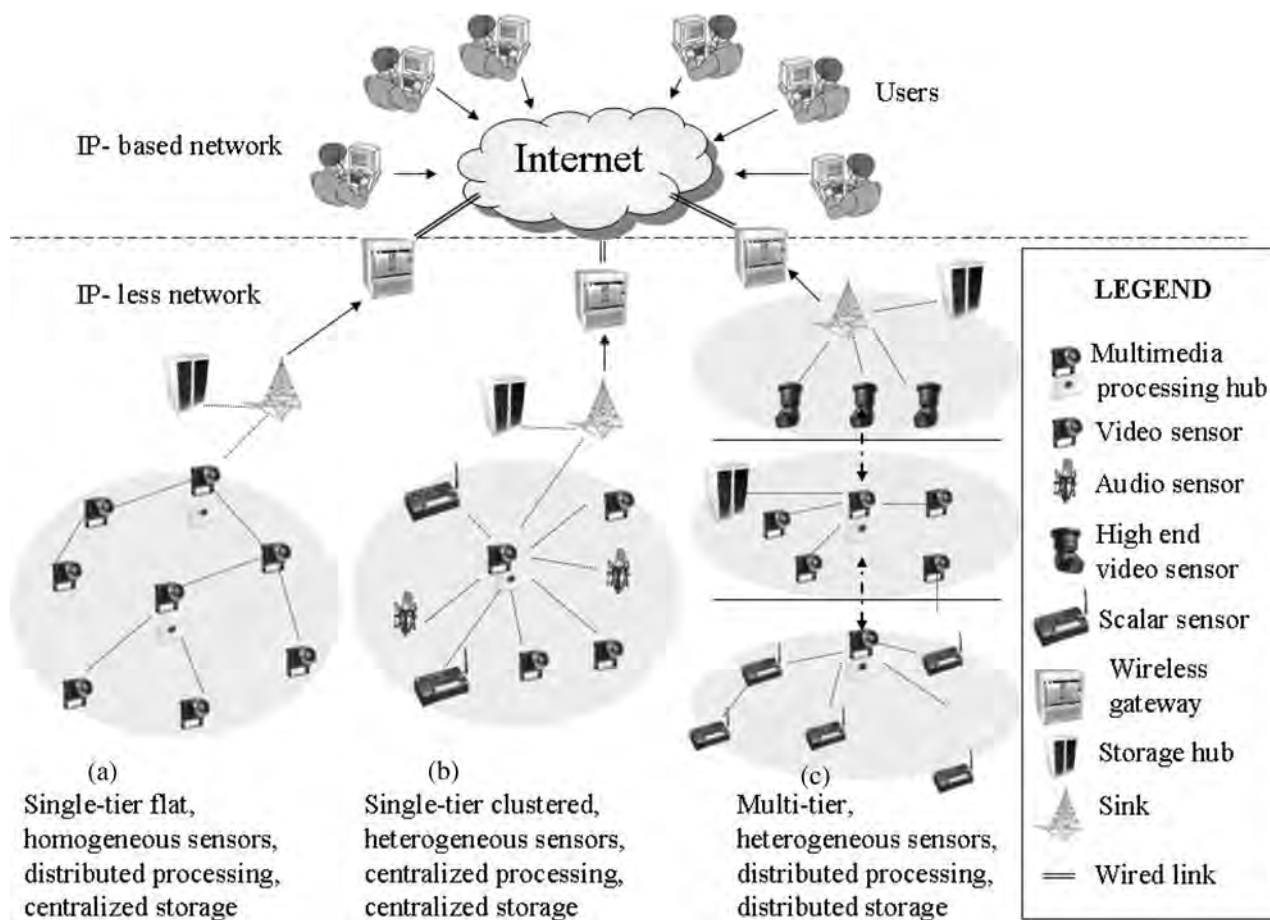 Users
IP- based network
Internet
IP- less network
LEGEND
Multimedia
processing hub
Video sensor
Audio sensor
High end
video sensor
Scalar sensor
Wireless
gateway
Storage hub
Sink
Wired link
(a)
Single-tier flat,
homogeneous sensors,
distributed processing,
centralized storage
(b)
Single-tier clustered,
heterogeneous sensors,
centralized processing,
centralized storage
(c)
Multi-tier,
heterogeneous sensors,
distributed processing,
distributed storage